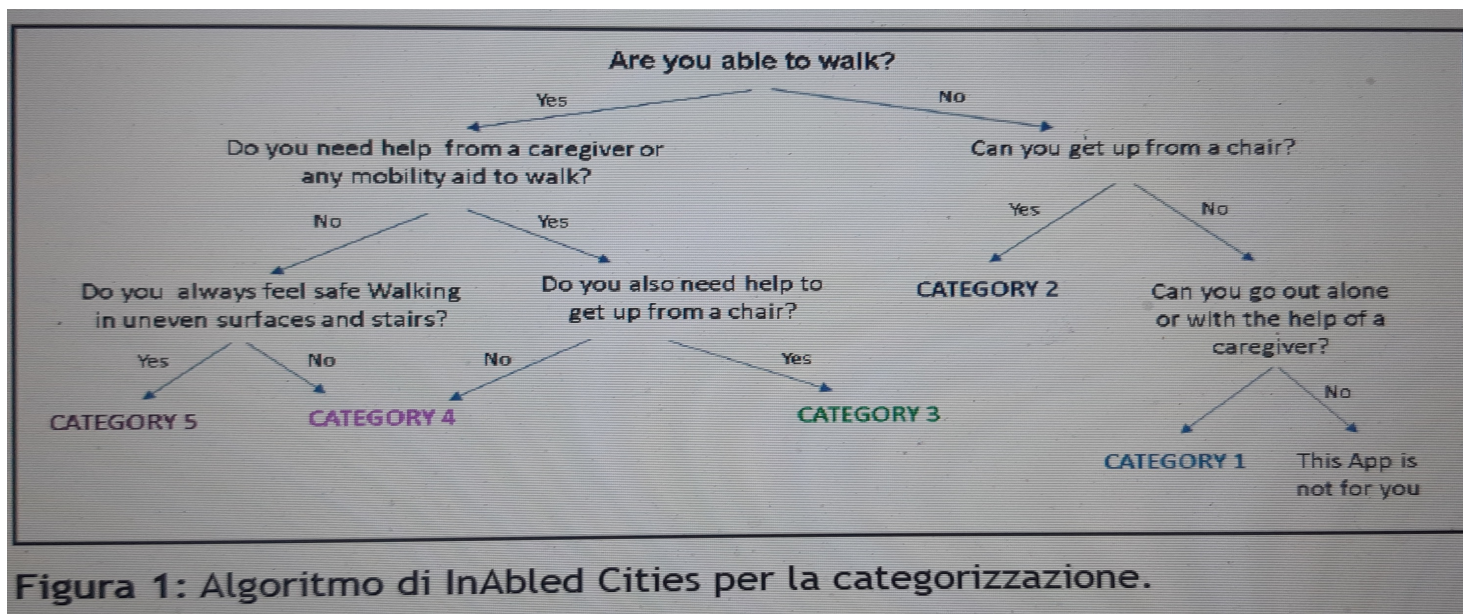 Are you able to walk?
Yes
No
Do you need help from a caregiver or
any mobility aid to walk?
Can you get up from a chair?
No
Yes
Yes
No
Do you always feel safe Walking
in uneven surfaces and stairs?
Do you also need help to
get up from a chair?
CATEGORY 2
Can you go out alone
or with the help of a
caregiver?
Yes
No
No
Yes
No
CATEGORY 5
CATEGORY 4
CATEGORY 3
CATEGORY 1
This App is
not for you
Figura 1: Algoritmo di InAbled Cities per la categorizzazione.